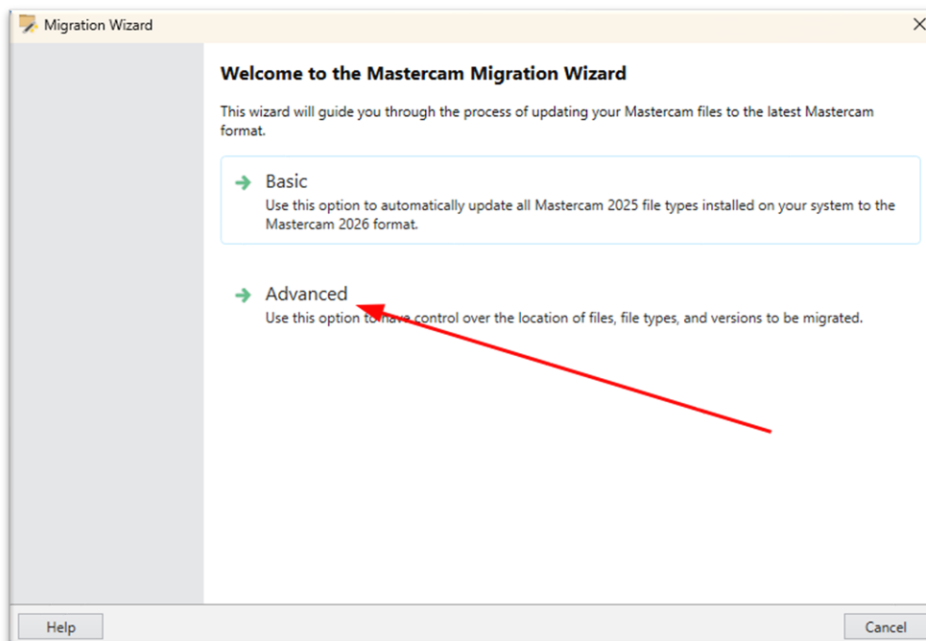 Migration Wizard
Welcome to the Mastercam Migration Wizard
This wizard will guide you through the process of updating your Mastercam files to the latest Mastercam
format.
Basic
Use this option to automatically update all Mastercam 2025 file types installed on your system to the
Mastercam 2026 format.
Advanced
Use this option to have control over the location of files, file types, and versions to be migrated.
Help
Cancel